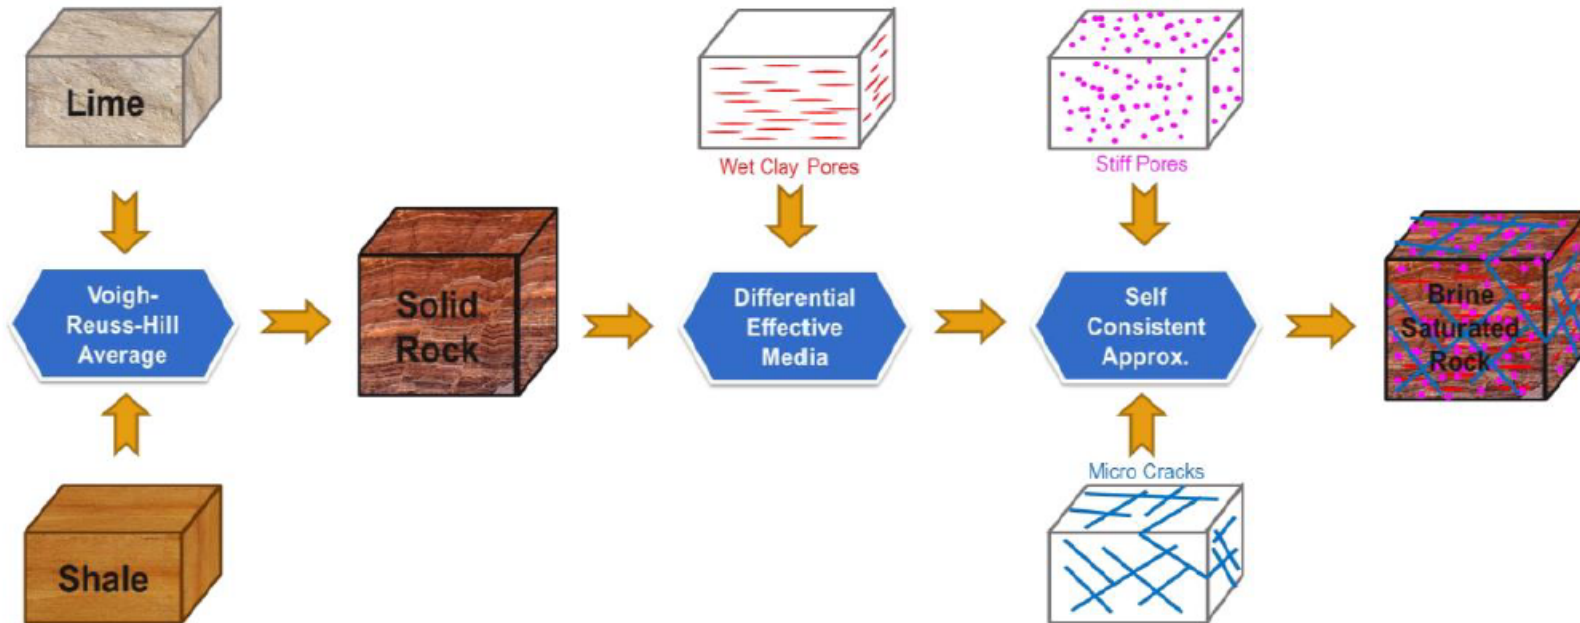 Lime
Wet Clay Pores
Stiff Pores
Voigh-
Reuss-Hill
Average
Solid
Rock
Differential
Effective
Media
Self
Consistent
Approx.
Brine
Saturated
Rock
Micro Cracks
Shale